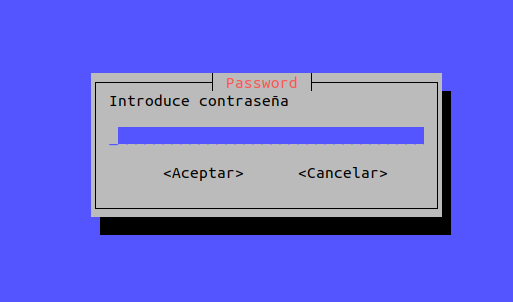 Password
Introduce contraseña
<Aceptar> <Cancelar>